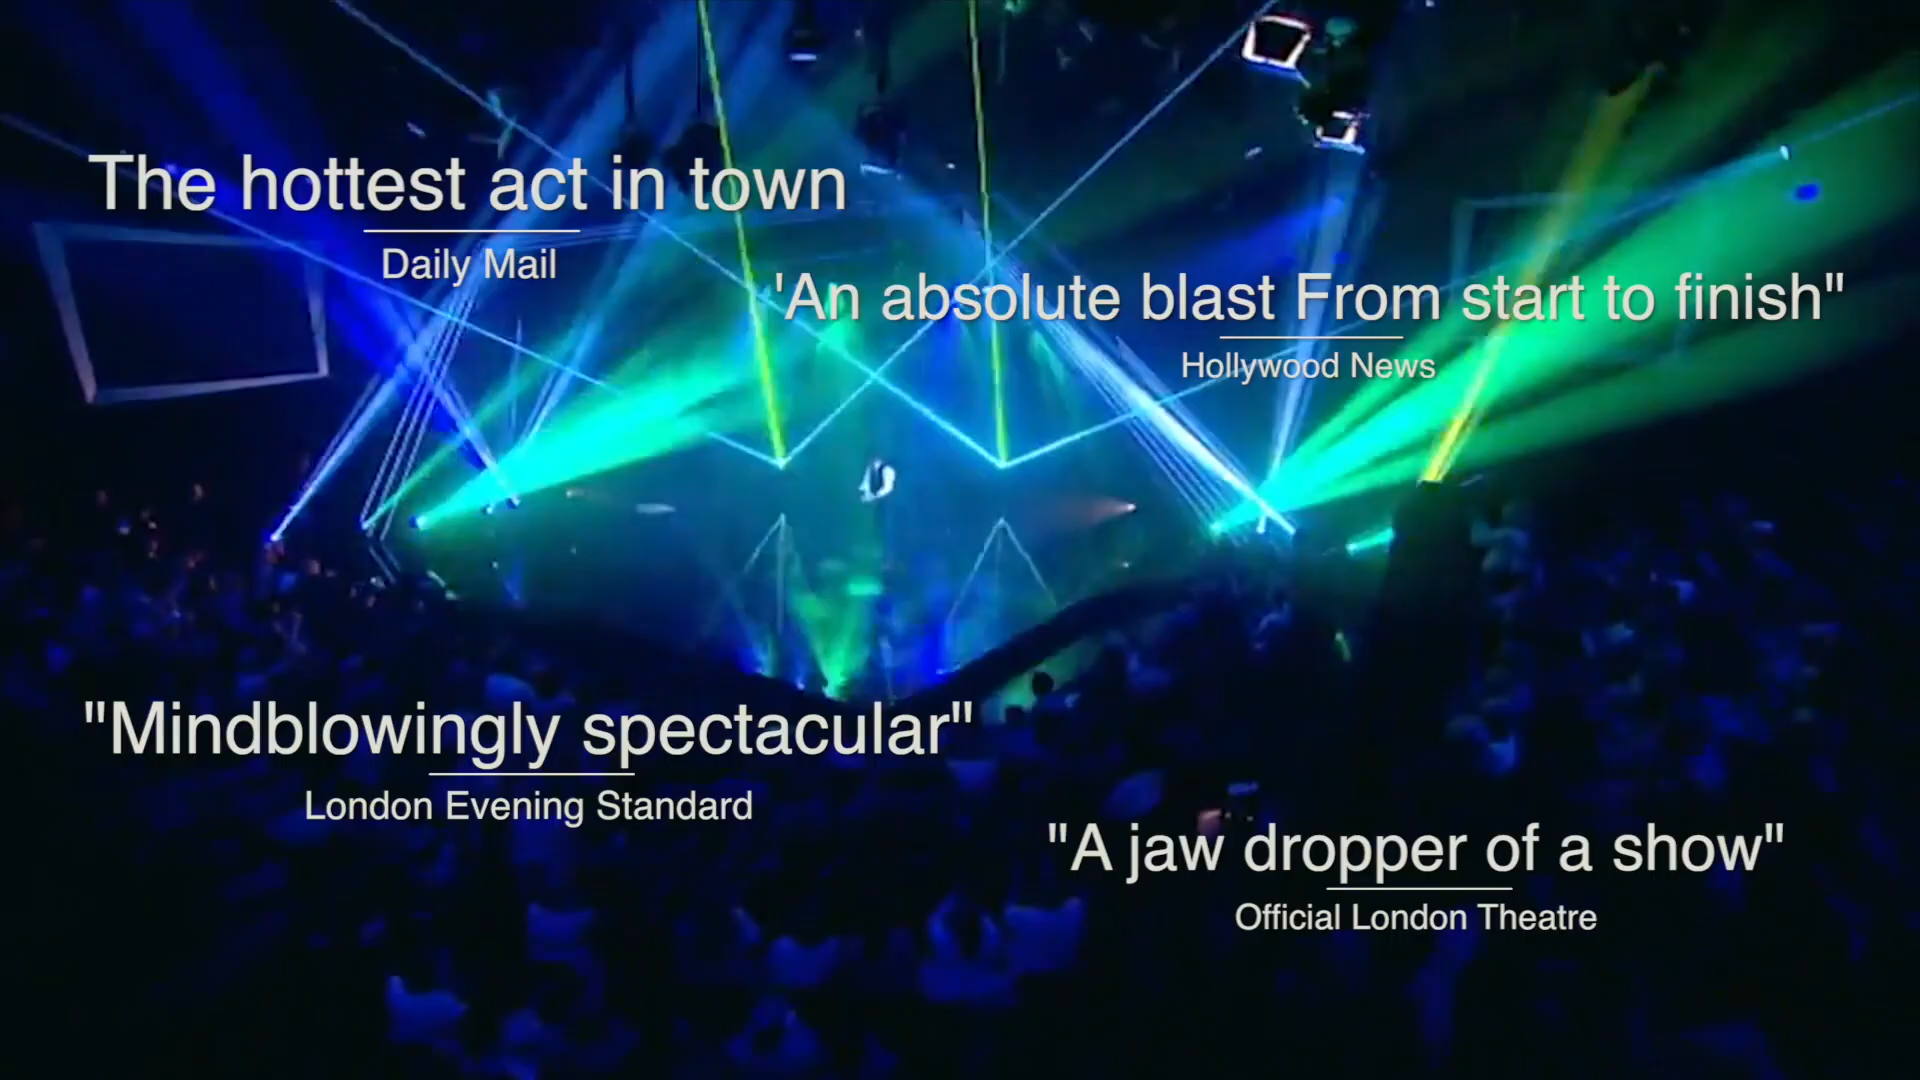 The hottest act in town
Daily Mail
'An absolute blast From start to finish"
Hollywood News
"Mindblowingly spectacular"
London Evening Standard
"A jaw dropper of a show"
Official London Theatre